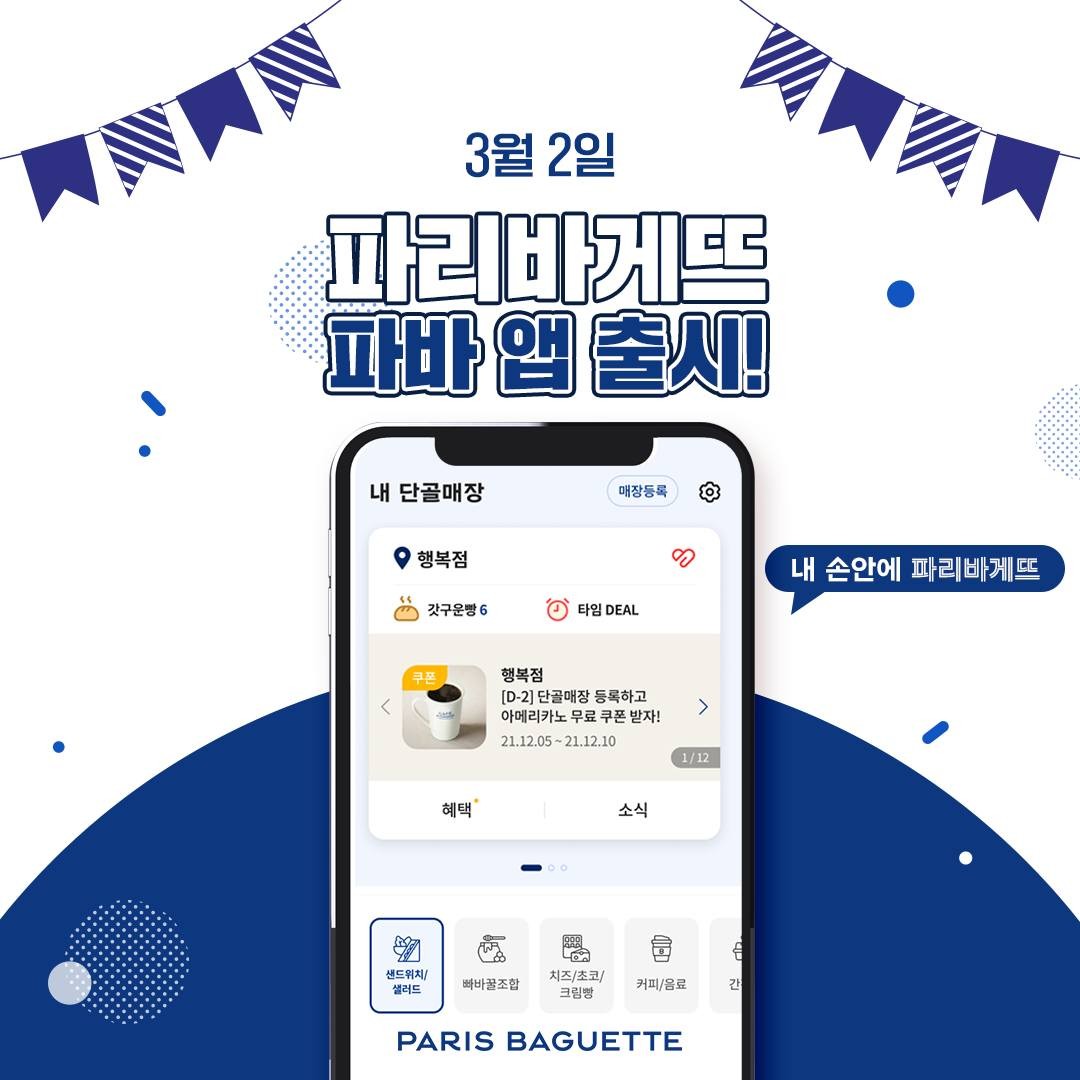 3월 2일
파리바게뜨
파바 앱 출시!
내 단골매장
매장등록
행복점
내 손안에 파리바게뜨
갓구운빵 6
타임 DEAL
쿠폰
행복점
[D-2] 단골매장 등록하고
아메리카노 무료 쿠폰 받자!
21.12.05 ~ 21.12.10
1 / 12
혜택
소식
샌드위치/
샐러드
빠바꿀조합
치즈/초코/
크림빵
커피/음료
PARIS BAGUETTE